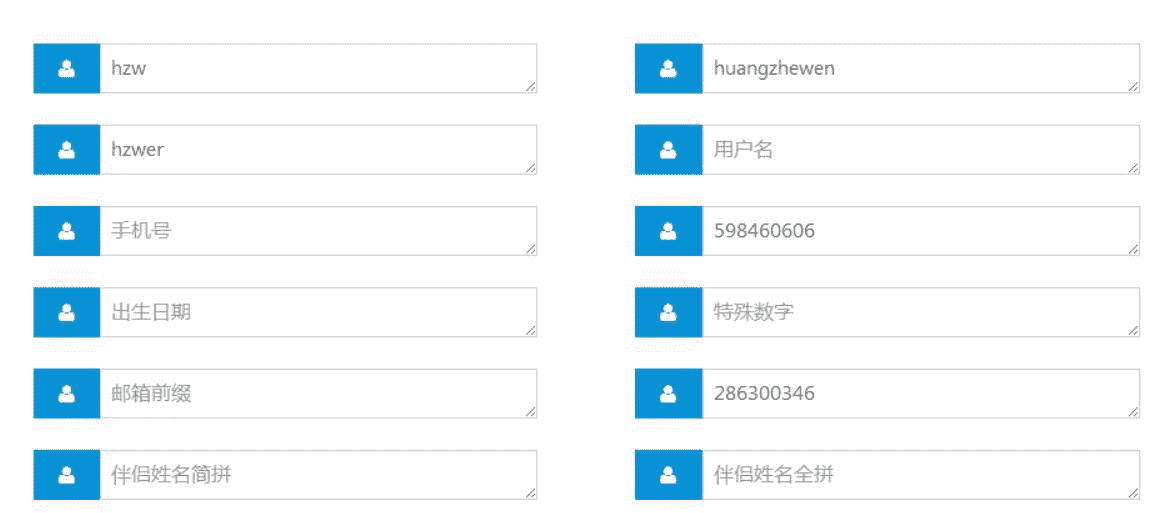 hzw
huangzhewen
hzwer
用户名
手机号
598460606
出生日期
特殊数字
邮箱前缀
286300346
伴侣姓名简拼
伴侣姓名全拼